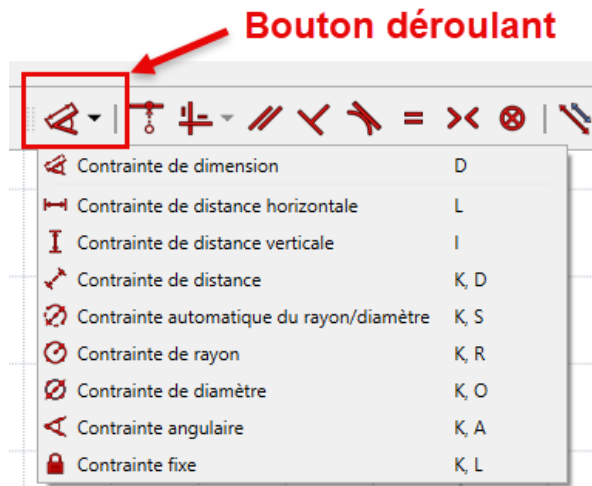 Bouton déroulant
Contrainte de dimension D
Contrainte de distance horizontale L
Contrainte de distance verticale I
Contrainte de distance K, D
Contrainte automatique du rayon/diamètre K, S
Contrainte de rayon K, R
Contrainte de diamètre K, O
Contrainte angulaire K, A
Contrainte fixe K, L